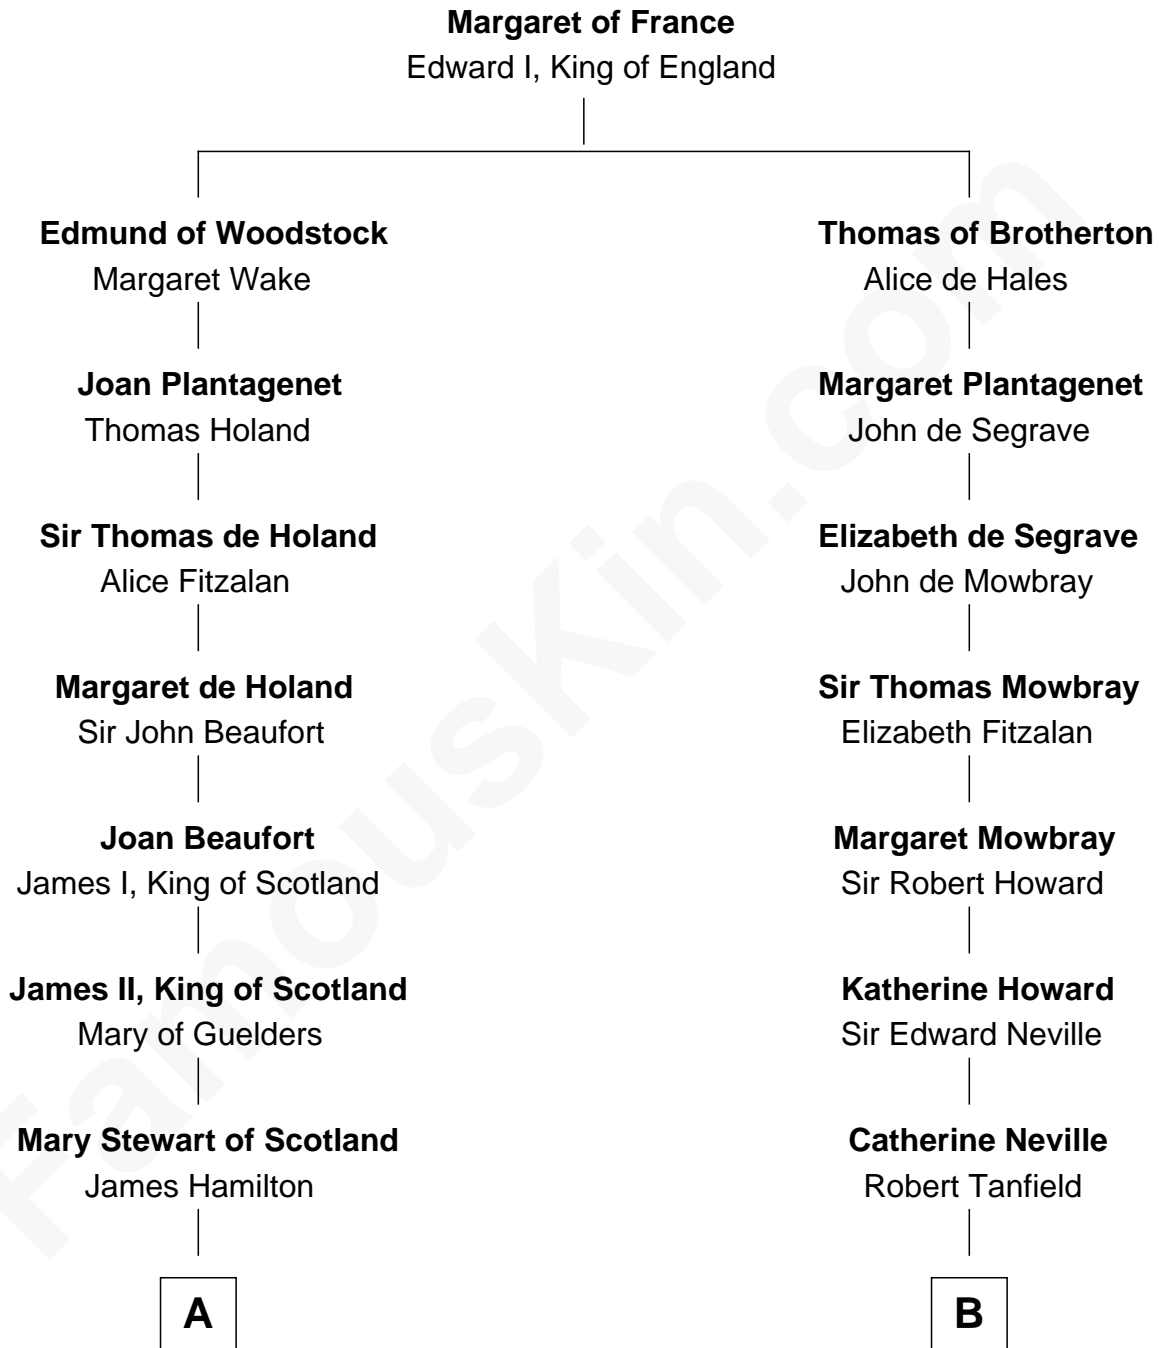 Margaret of France
Edward I, King of England
Edmund of Woodstock
Margaret Wake
Thomas of Brotherton
Alice de Hales
Joan Plantagenet
Thomas Holand
Margaret Plantagenet
John de Segrave
Sir Thomas de Holand
Alice Fitzalan
Elizabeth de Segrave
John de Mowbray
Margaret de Holand
Sir John Beaufort
Sir Thomas Mowbray
Elizabeth Fitzalan
Joan Beaufort
James I, King of Scotland
Margaret Mowbray
Sir Robert Howard
James II, King of Scotland
Mary of Guelders
Katherine Howard
Sir Edward Neville
Mary Stewart of Scotland
James Hamilton
Catherine Neville
Robert Tanfield
A
B
FamousKin.com